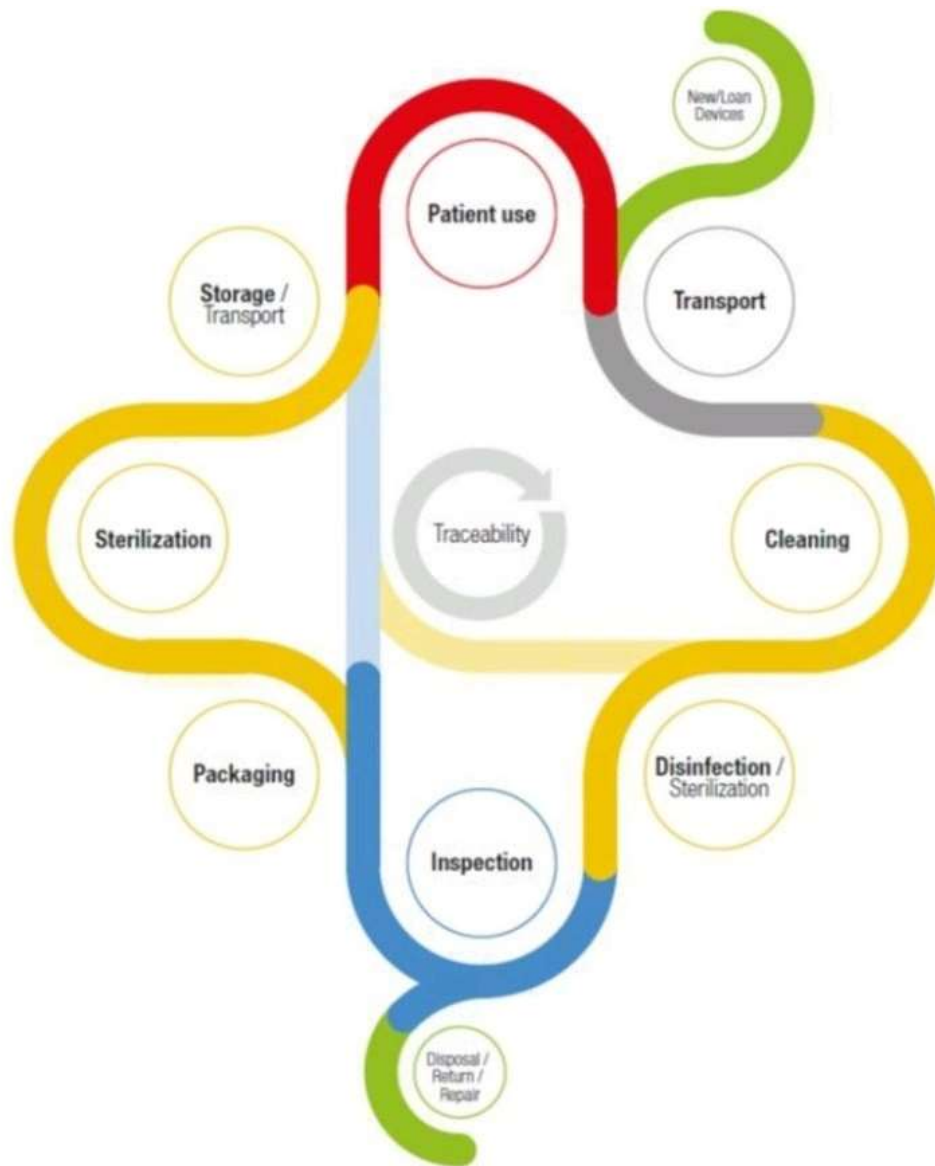 New/Loan
Devices
Patient use
Storage /
Transport
Transport
Traceability
Sterilization
Cleaning
Packaging
Disinfection /
Sterilization
Inspection
Disposal /
Return /
Repair